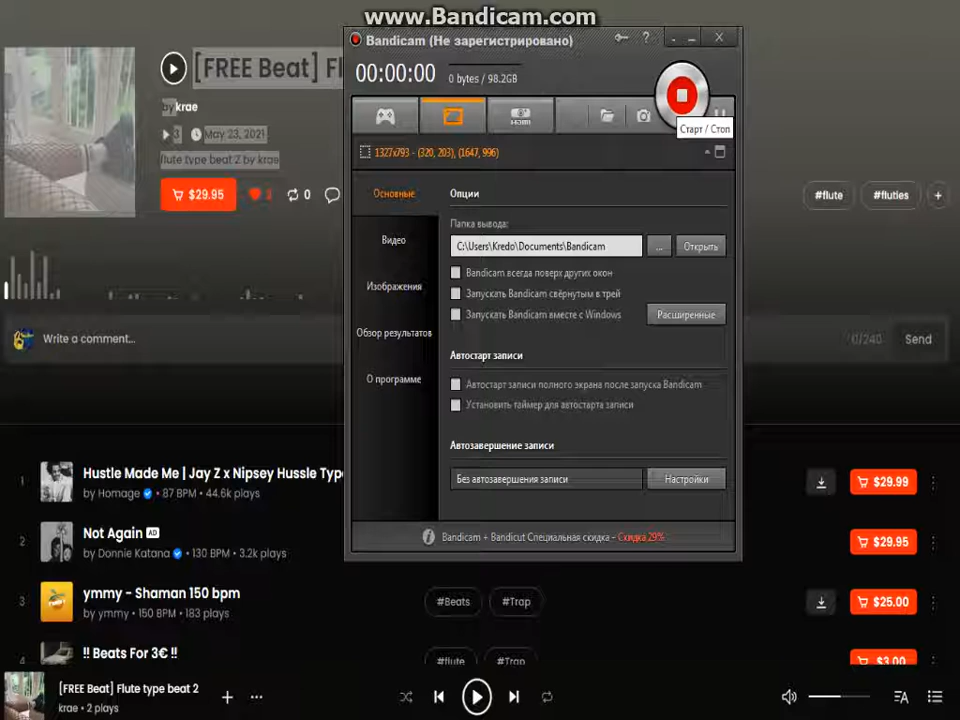 www.Bandicam.com
Bandicam (Не зарегистрировано)
?
00:00:00
0 bytes / 98.2GB
HDMI
Старт / Стоп
1327x793 - (320, 203), (1647, 996)
Основные
Видео
Изображения
Обзор результатов
О программе
Опции
Папка вывода:
C:\Users\Kredo\Documents\Bandicam
...
Открыть
Bandicam всегда поверх других окон
Запускать Bandicam свёрнутым в трей
Запускать Bandicam вместе с Windows
Расширенные
Автостарт записи
Автостарт записи полного экрана после запуска Bandicam
Установить таймер для автостарта записи
Автозавершение записи
Без автозавершения записи
Настройки
Bandicam + Bandicut Специальная скидка - Скидка 29%
[FREE Beat] Fl
by krae
3 May 23, 2021
flute type beat 2 by krae
$29.95
0
#flute
#fluties
+
Write a comment...
0/240
Send
1
Hustle Made Me | Jay Z x Nipsey Hussle Type
by Homage • 87 BPM • 44.6k plays
$29.99
2
Not Again AD
by Donnie Katana • 130 BPM • 3.2k plays
$29.95
3
ymmy - Shaman 150 bpm
by ymmy • 150 BPM • 183 plays
#Beats
#Trap
$25.00
4
!! Beats For 3€ !!
#flute
#Trap
$3.00
[FREE Beat] Flute type beat 2
krae • 2 plays